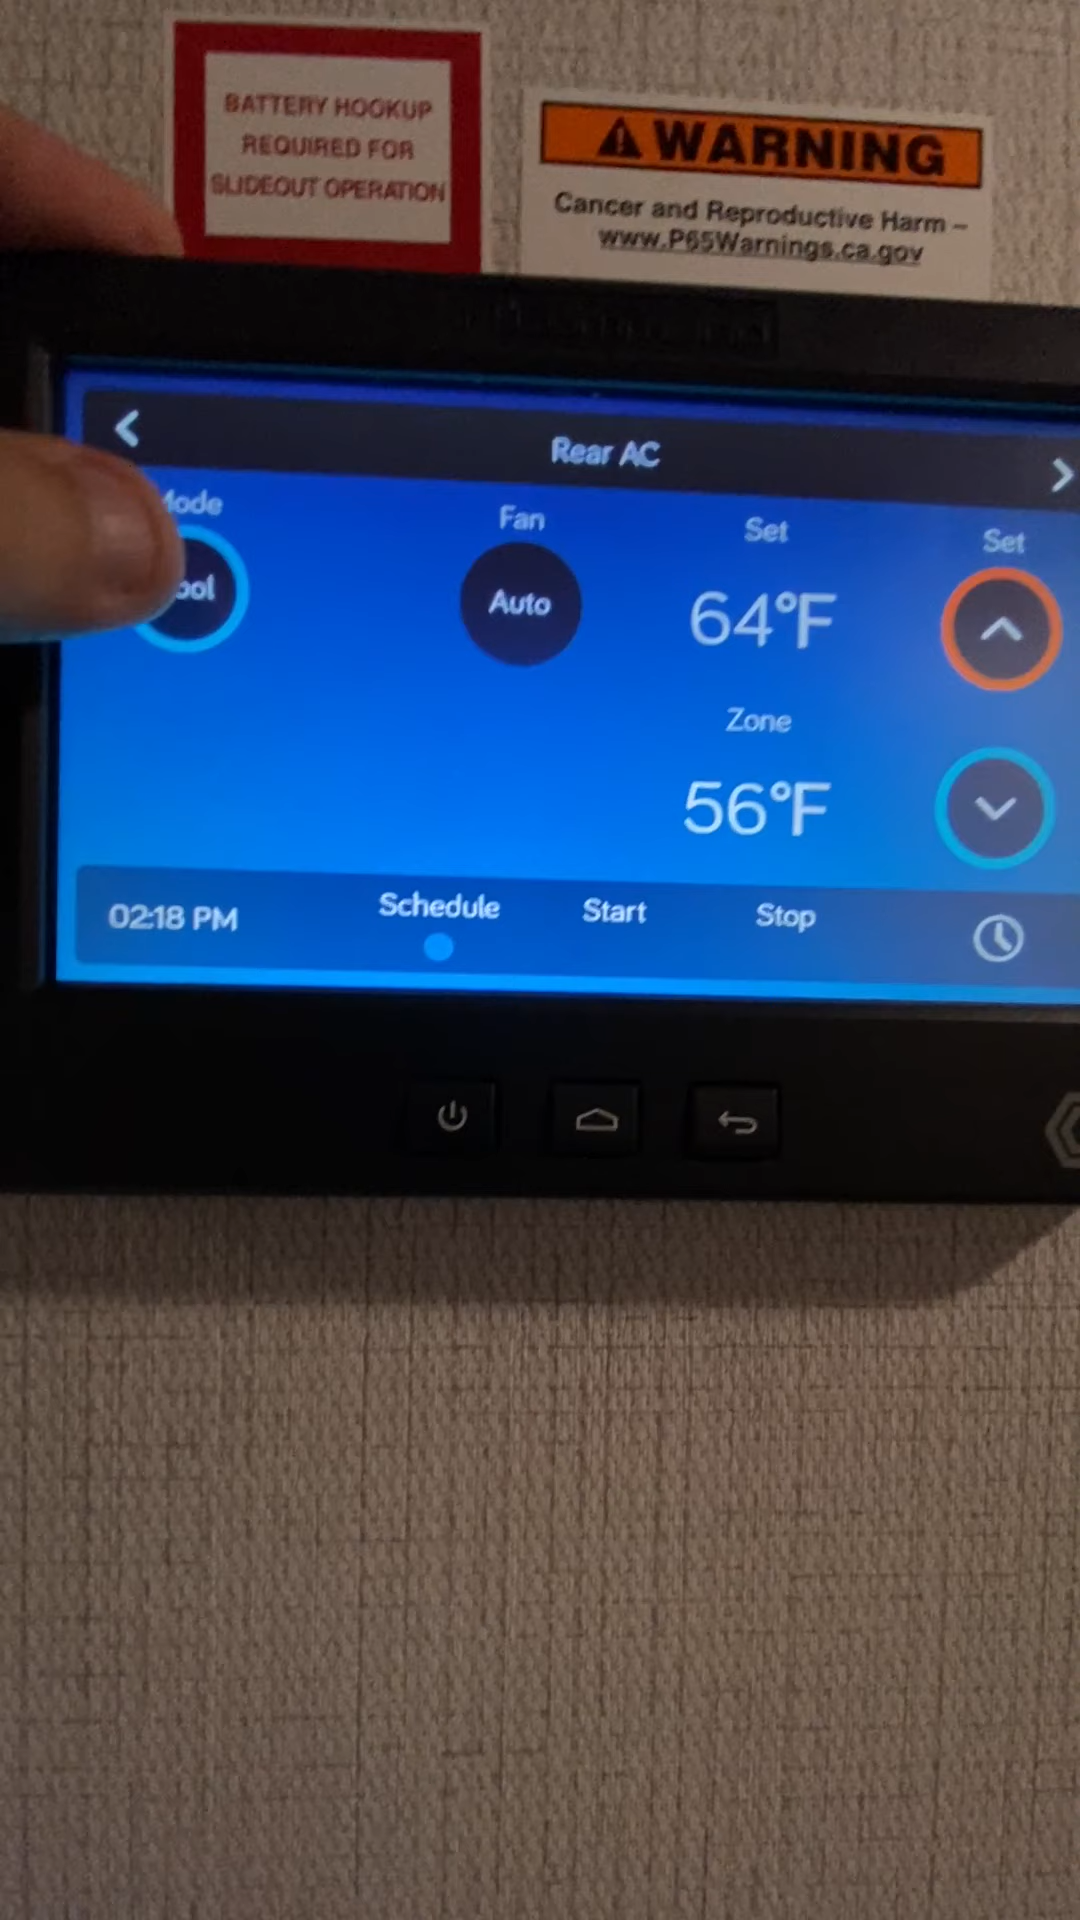 BATTERY HOOKUP
REQUIRED FOR
SLIDEOUT OPERATION
WARNING
Cancer and Reproductive Harm –
www.P65Warnings.ca.gov
Rear AC
Fan
Set
Set
Auto
64°F
Zone
56°F
02:18 PM
Schedule
Start
Stop